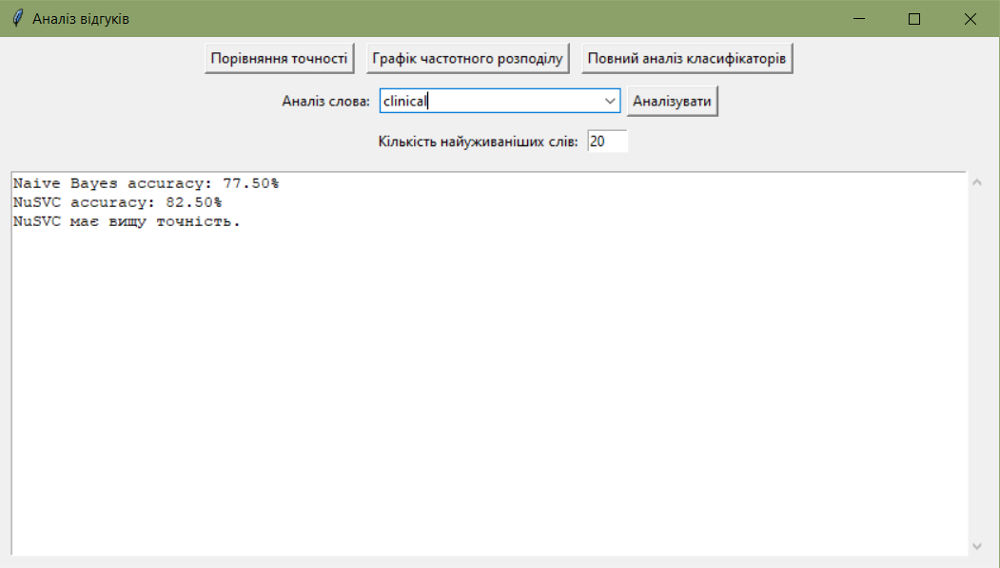 Аналіз відгуків
Порівняння точності Графік частотного розподілу Повний аналіз класифікаторів
Аналіз слова: clinical Аналізувати
Кількість найуживаніших слів: 20
Naive Bayes accuracy: 77.50%
NuSVC accuracy: 82.50%
NuSVC має вищу точність.